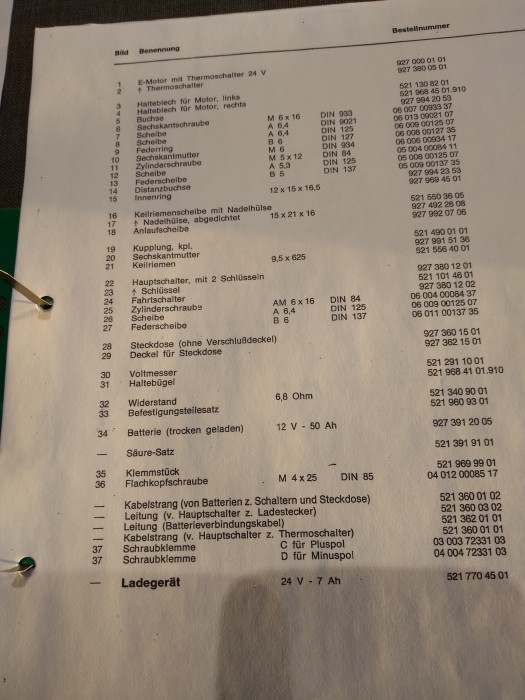 Bild Benennung Bestellnummer
1 E-Motor mit Thermoschalter 24 V 927 000 01 01
2 ↑ Thermoschalter 927 380 05 01
3 Halteblech für Motor, links 521 130 82 01
4 Halteblech für Motor, rechts 521 968 45 01.910
5 Buchse 927 994 20 53
6 Sechskantschraube M 6 x 16 DIN 933 06 007 00933 37
7 Scheibe A 6,4 DIN 9021 06 013 09021 07
8 Scheibe A 6,4 DIN 125 06 009 00125 07
9 Federring B 6 DIN 127 06 008 00127 35
10 Sechskantmutter M 6 DIN 934 06 006 00934 17
11 Zylinderschraube M 5 x 12 DIN 84 05 004 00084 11
12 Scheibe A 5,3 DIN 125 05 008 00125 07
13 Federscheibe B 5 DIN 137 05 009 00137 35
14 Distanzbuchse 927 994 23 53
15 Innenring 12 x 15 x 16,5 927 969 45 01
16 Keilriemenscheibe mit Nadelhülse 521 550 36 05
17 ↑ Nadelhülse, abgedichtet 15 x 21 x 16 927 492 26 08
18 Anlaufscheibe 927 992 07 06
19 Kupplung, kpl. 521 490 01 01
20 Sechskantmutter 927 991 51 36
21 Keilriemen 9,5 x 625 521 556 40 01
22 Hauptschalter, mit 2 Schlüsseln 927 380 12 01
23 ↑ Schlüssel 521 101 46 01
24 Fahrtschalter 927 380 12 02
25 Zylinderschraube AM 6 x 16 DIN 84 06 004 00084 37
26 Scheibe A 6,4 DIN 125 06 009 00125 07
27 Federscheibe B 6 DIN 137 06 011 00137 35
28 Steckdose (ohne Verschlußdeckel) 927 360 15 01
29 Deckel für Steckdose 927 362 15 01
30 Voltmesser 521 291 10 01
31 Haltebügel 521 968 41 01.910
32 Widerstand 6,8 Ohm 521 340 90 01
33 Befestigungsteilesatz 521 960 93 01
34 Batterie (trocken geladen) 12 V - 50 Ah 927 391 20 05
— Säure-Satz 521 391 91 01
35 Klemmstück 521 969 99 01
36 Flachkopfschraube M 4 x 25 DIN 85 04 012 00085 17
— Kabelstrang (von Batterien z. Schaltern und Steckdose) 521 360 01 02
— Leitung (v. Hauptschalter z. Ladestecker) 521 360 03 02
— Leitung (Batterieverbindungskabel) 521 362 01 01
— Kabelstrang (v. Hauptschalter z. Thermoschalter) 521 360 01 01
37 Schraubklemme C für Pluspol 03 003 72331 03
37 Schraubklemme D für Minuspol 04 004 72331 03
— Ladegerät 24 V - 7 Ah 521 770 45 01